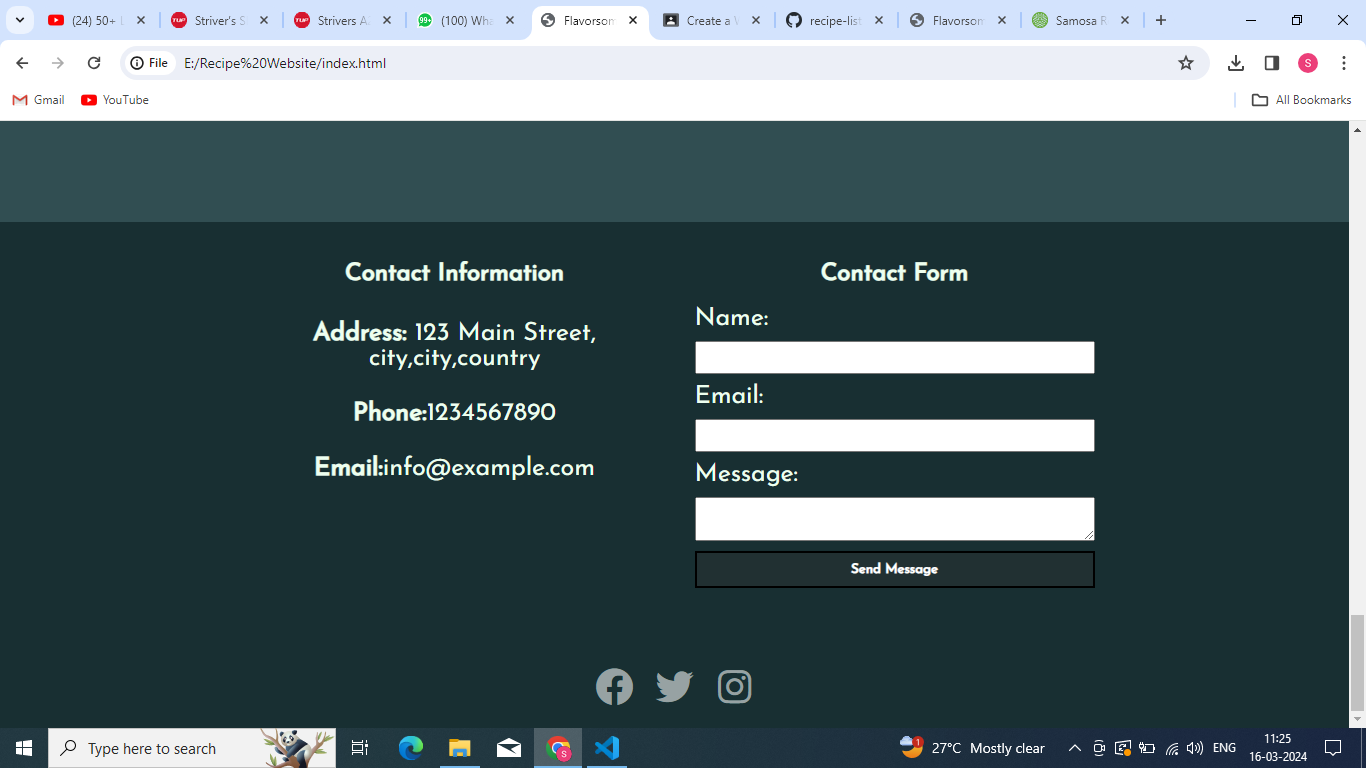 (24) 50+ L
Striver's S
Strivers A
(100) Wha
Flavorsom
Create a W
recipe-list
Flavorsom
Samosa R
File
E:/Recipe%20Website/index.html
S
Gmail
YouTube
All Bookmarks
Contact Information
Address: 123 Main Street,
city,city,country
Phone:1234567890
Email:info@example.com
Contact Form
Name:
Email:
Message:
Send Message
Type here to search
27°C Mostly clear
ENG
11:25
16-03-2024